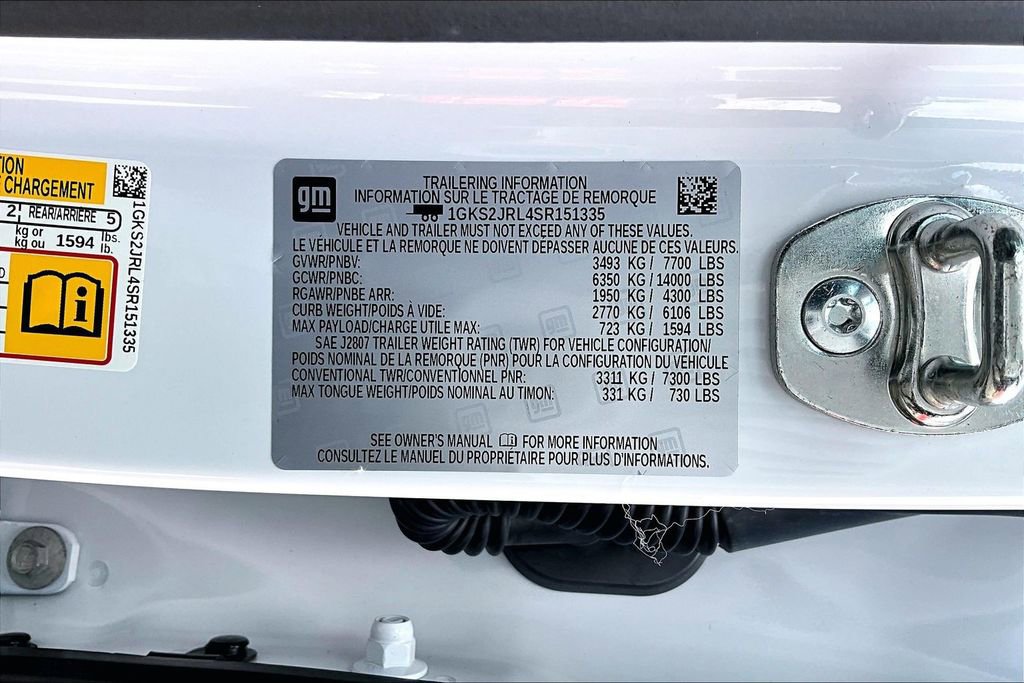 TION
CHARGEMENT
2 REAR/ARRIÈRE 5
kg or
kg ou 1594 lbs.
lb.
1GKS2JRL4SR151335
gm
TRAILERING INFORMATION
INFORMATION SUR LE TRACTAGE DE REMORQUE
1GKS2JRL4SR151335
VEHICLE AND TRAILER MUST NOT EXCEED ANY OF THESE VALUES.
LE VÉHICULE ET LA REMORQUE NE DOIVENT DÉPASSER AUCUNE DE CES VALEURS.
GVWR/PNBV: 3493 KG / 7700 LBS
GCWR/PNBC: 6350 KG / 14000 LBS
RGAWR/PNBE ARR: 1950 KG / 4300 LBS
CURB WEIGHT/POIDS À VIDE: 2770 KG / 6106 LBS
MAX PAYLOAD/CHARGE UTILE MAX: 723 KG / 1594 LBS
SAE J2807 TRAILER WEIGHT RATING (TWR) FOR VEHICLE CONFIGURATION/
POIDS NOMINAL DE LA REMORQUE (PNR) POUR LA CONFIGURATION DU VÉHICULE
CONVENTIONAL TWR/CONVENTIONNEL PNR: 3311 KG / 7300 LBS
MAX TONGUE WEIGHT/POIDS NOMINAL AU TIMON: 331 KG / 730 LBS
SEE OWNER'S MANUAL FOR MORE INFORMATION
CONSULTEZ LE MANUEL DU PROPRIÉTAIRE POUR PLUS D'INFORMATIONS.